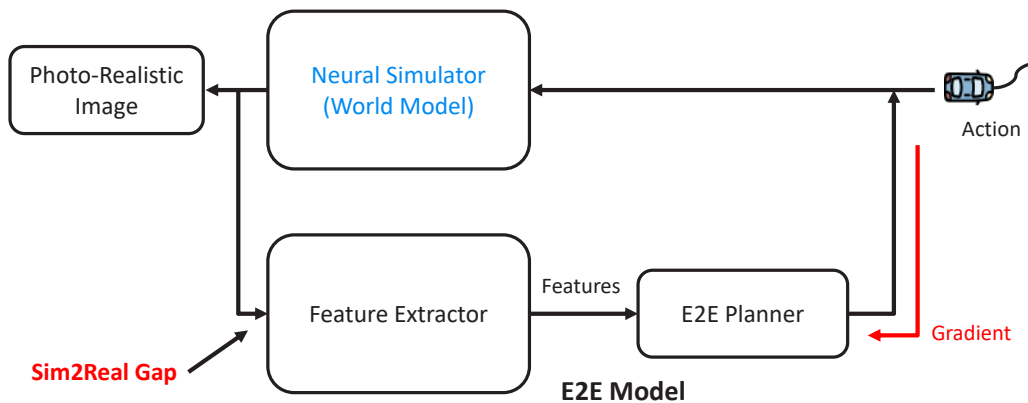 Photo-Realistic
Image
Neural Simulator
(World Model)
Action
Feature Extractor
Features
E2E Planner
Gradient
Sim2Real Gap
E2E Model